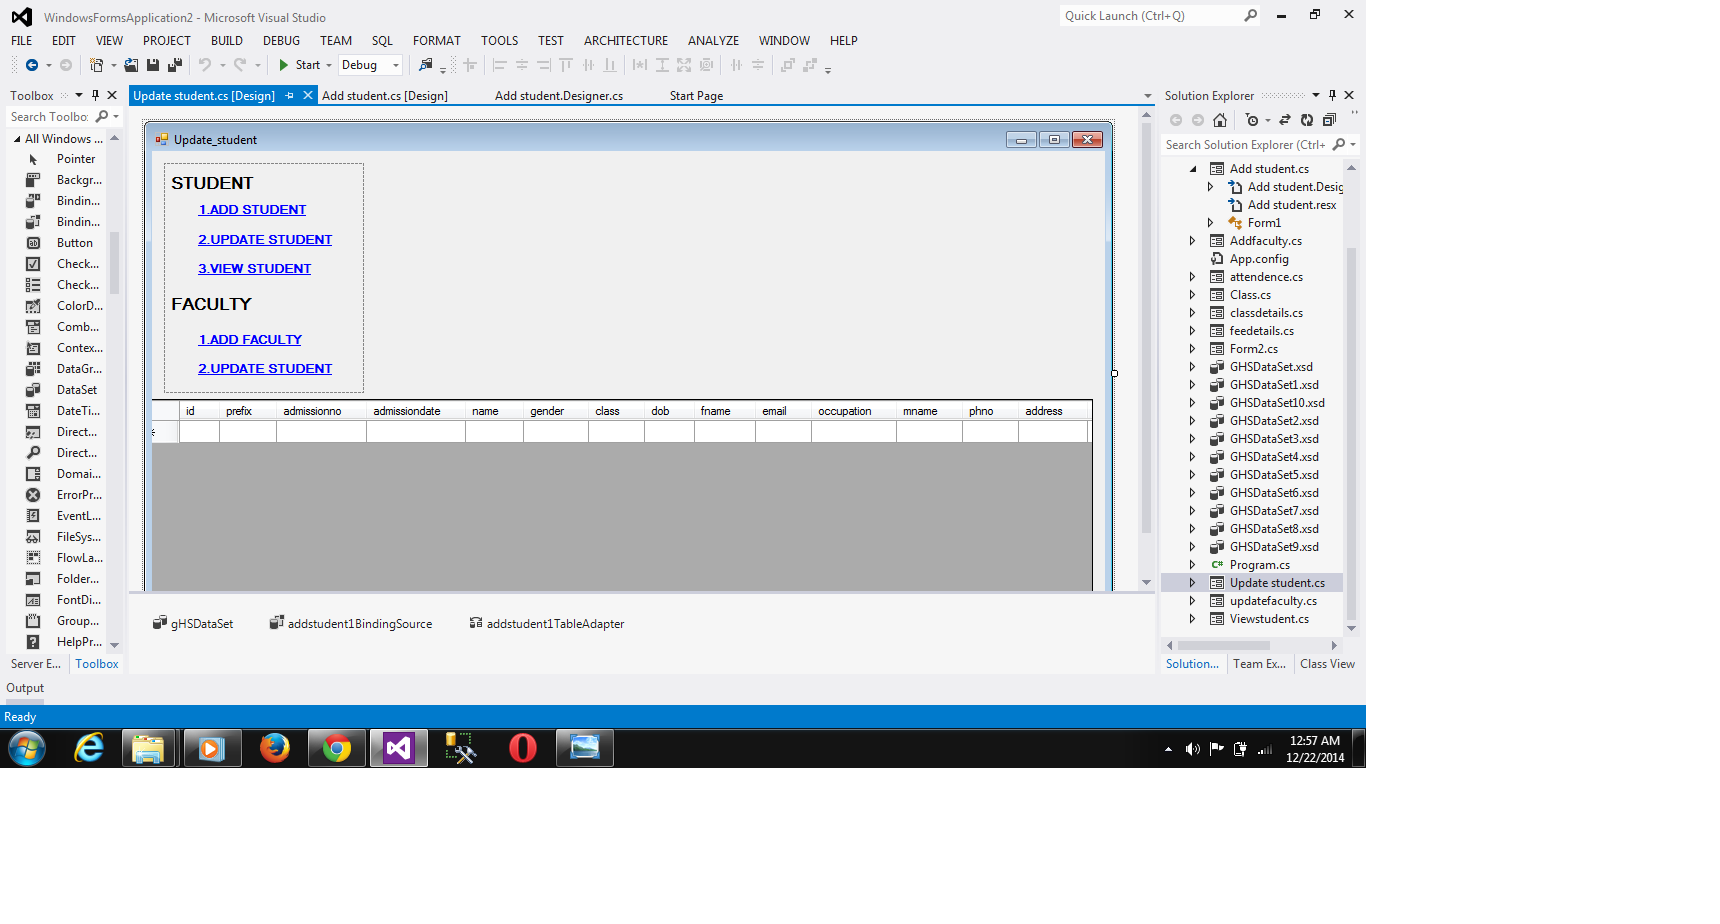 WindowsFormsApplication2 - Microsoft Visual Studio
Quick Launch (Ctrl+Q)
FILE EDIT VIEW PROJECT BUILD DEBUG TEAM SQL FORMAT TOOLS TEST ARCHITECTURE ANALYZE WINDOW HELP
Start Debug
Toolbox
Search Toolbo
All Windows ...
Pointer
Backgr...
Bindin...
Bindin...
Button
Check...
Check...
ColorD...
Comb...
Contex...
DataGr...
DataSet
DateTi...
Direct...
Direct...
Domai...
ErrorPr...
EventL...
FileSys...
FlowLa...
Folder...
FontDi...
Group...
HelpPr...
Server E... Toolbox
Update student.cs [Design] Add student.cs [Design] Add student.Designer.cs Start Page
Update_student
STUDENT
1.ADD STUDENT
2.UPDATE STUDENT
3.VIEW STUDENT
FACULTY
1.ADD FACULTY
2.UPDATE STUDENT
id prefix admissionno admissiondate name gender class dob fname email occupation mname phno address
gHSDataSet addstudent1BindingSource addstudent1TableAdapter
Solution Explorer
Search Solution Explorer (Ctrl+
Add student.cs
Add student.Desig
Add student.resx
Form1
Addfaculty.cs
App.config
attendence.cs
Class.cs
classdetails.cs
feedetails.cs
Form2.cs
GHSDataSet.xsd
GHSDataSet1.xsd
GHSDataSet10.xsd
GHSDataSet2.xsd
GHSDataSet3.xsd
GHSDataSet4.xsd
GHSDataSet5.xsd
GHSDataSet6.xsd
GHSDataSet7.xsd
GHSDataSet8.xsd
GHSDataSet9.xsd
C# Program.cs
Update student.cs
updatefaculty.cs
Viewstudent.cs
Solution... Team Ex... Class View
Output
Ready
12:57 AM
12/22/2014